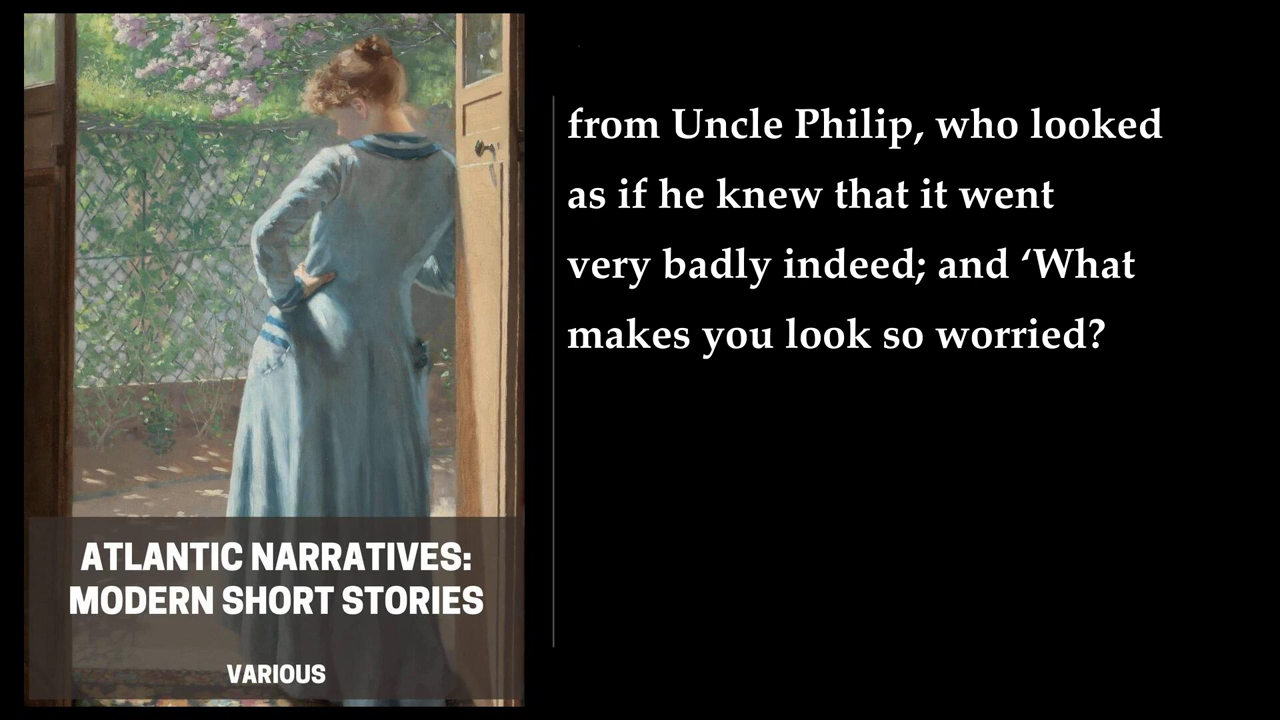 from Uncle Philip, who looked
as if he knew that it went
very badly indeed; and ‘What
makes you look so worried?
ATLANTIC NARRATIVES:
MODERN SHORT STORIES
VARIOUS